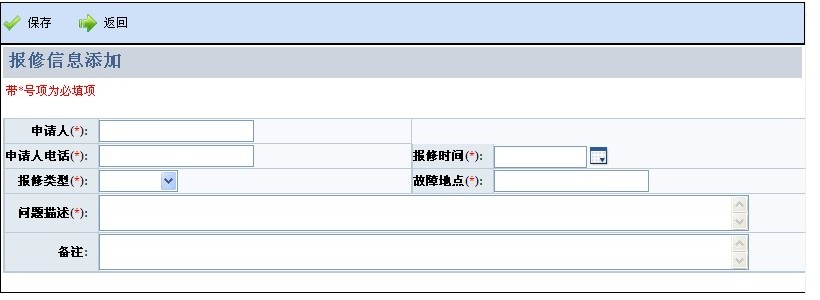 保存 返回
报修信息添加
带*号项为必填项
申请人(*):
申请人电话(*): 报修时间(*):
报修类型(*): 故障地点(*):
问题描述(*):
备注: